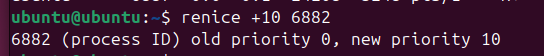 ubuntu@ubuntu:~$ renice +10 6882
6882 (process ID) old priority 0, new priority 10